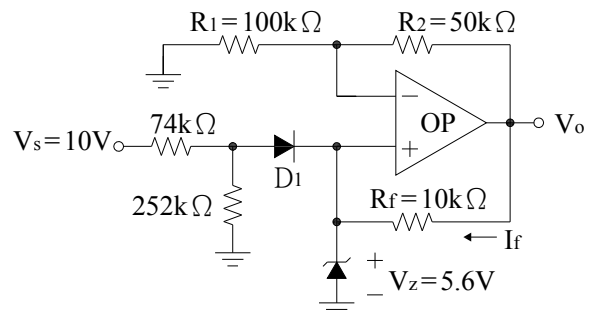 R1=100kΩ
R2=50kΩ
−
OP
Vo
Vs=10V
74kΩ
+
D1
Rf=10kΩ
252kΩ
If
+
Vz=5.6V
−